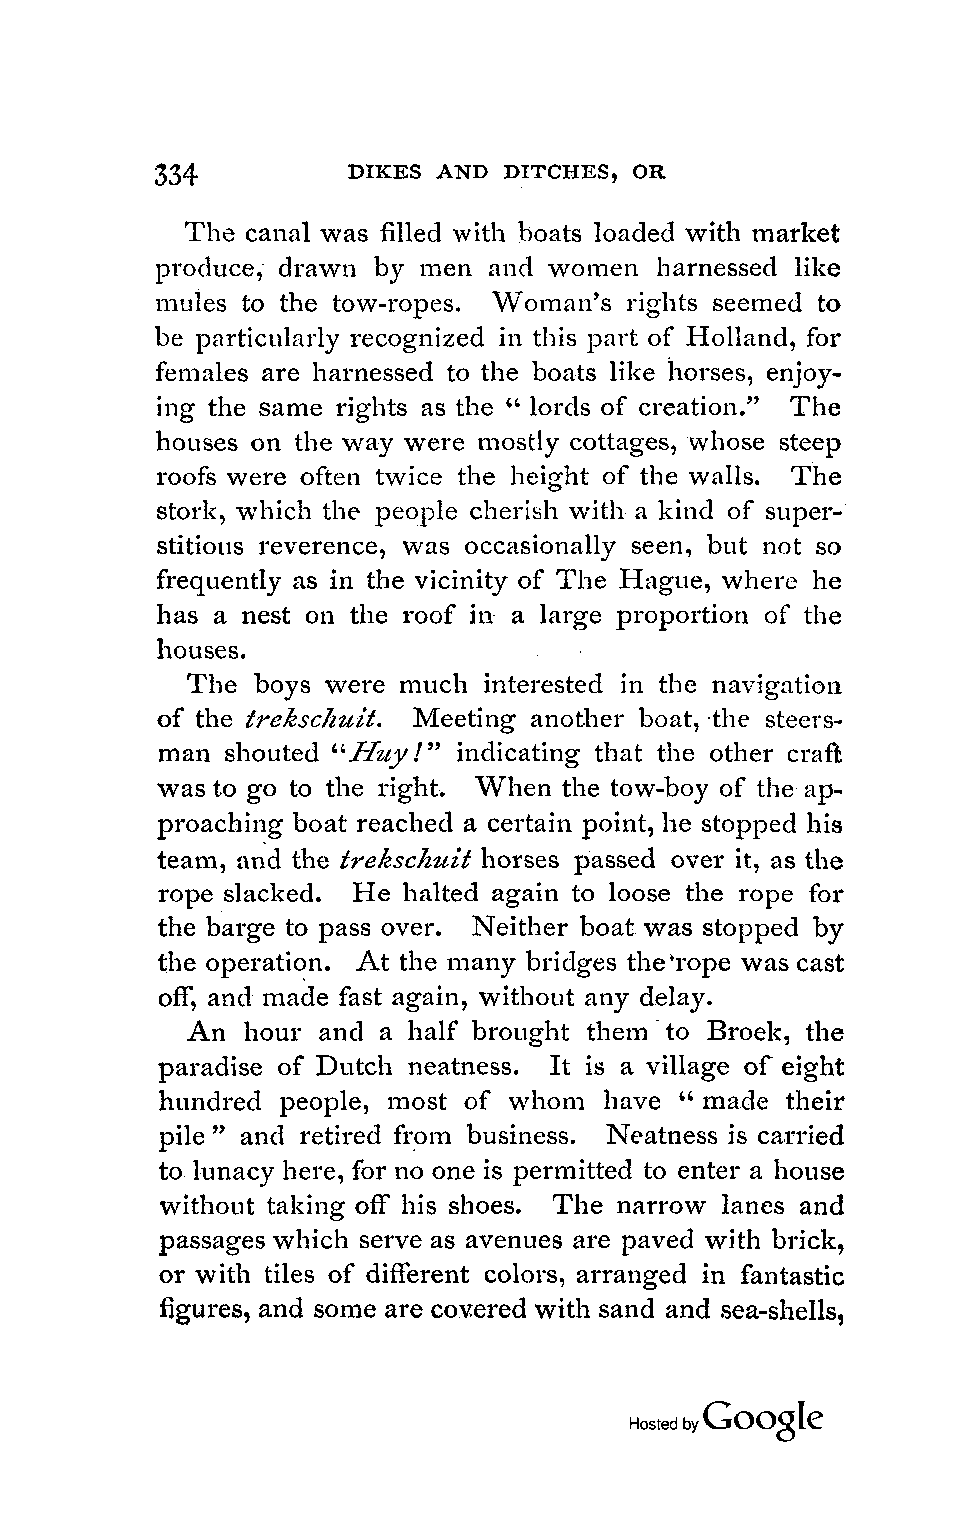 334 DIKES AND DITCHES, OR
The canal was filled with boats loaded with market
produce, drawn by men and women harnessed like
mules to the tow-ropes. Woman's rights seemed to
be particularly recognized in this part of Holland, for
females are harnessed to the boats like horses, enjoy-
ing the same rights as the “ lords of creation.” The
houses on the way were mostly cottages, whose steep
roofs were often twice the height of the walls. The
stork, which the people cherish with a kind of super-
stitious reverence, was occasionally seen, but not so
frequently as in the vicinity of The Hague, where he
has a nest on the roof in a large proportion of the
houses.
The boys were much interested in the navigation
of the trekschuit. Meeting another boat, the steers-
man shouted “Huy!” indicating that the other craft
was to go to the right. When the tow-boy of the ap-
proaching boat reached a certain point, he stopped his
team, and the trekschuit horses passed over it, as the
rope slacked. He halted again to loose the rope for
the barge to pass over. Neither boat was stopped by
the operation. At the many bridges the rope was cast
off, and made fast again, without any delay.
An hour and a half brought them to Broek, the
paradise of Dutch neatness. It is a village of eight
hundred people, most of whom have “ made their
pile ” and retired from business. Neatness is carried
to lunacy here, for no one is permitted to enter a house
without taking off his shoes. The narrow lanes and
passages which serve as avenues are paved with brick,
or with tiles of different colors, arranged in fantastic
figures, and some are covered with sand and sea-shells,
Hosted by Google